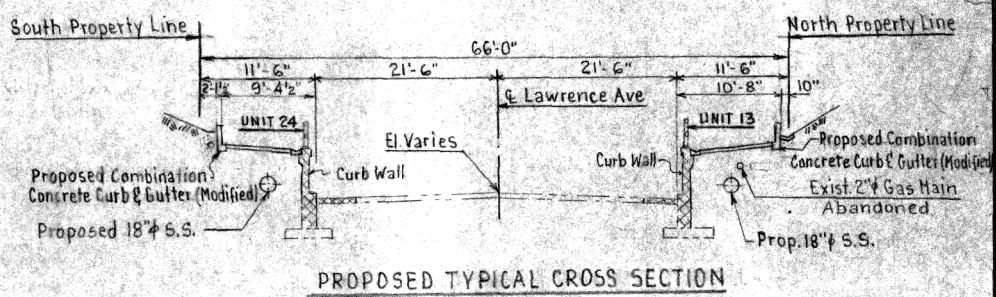 South Property Line
North Property Line
66'-0"
11'-6"
21'-6"
21'-6"
11'-6"
2'-1½"
9'-4½"
10'-8"
10"
℄ Lawrence Ave
UNIT 24
UNIT 13
El. Varies
Proposed Combination
Concrete Curb & Gutter (Modified)
Curb Wall
Curb Wall
Proposed Combination
Concrete Curb & Gutter (Modified)
Exist. 2"ϕ Gas Main
Abandoned
Proposed 18"ϕ S.S.
Prop. 18"ϕ S.S.
PROPOSED TYPICAL CROSS SECTION